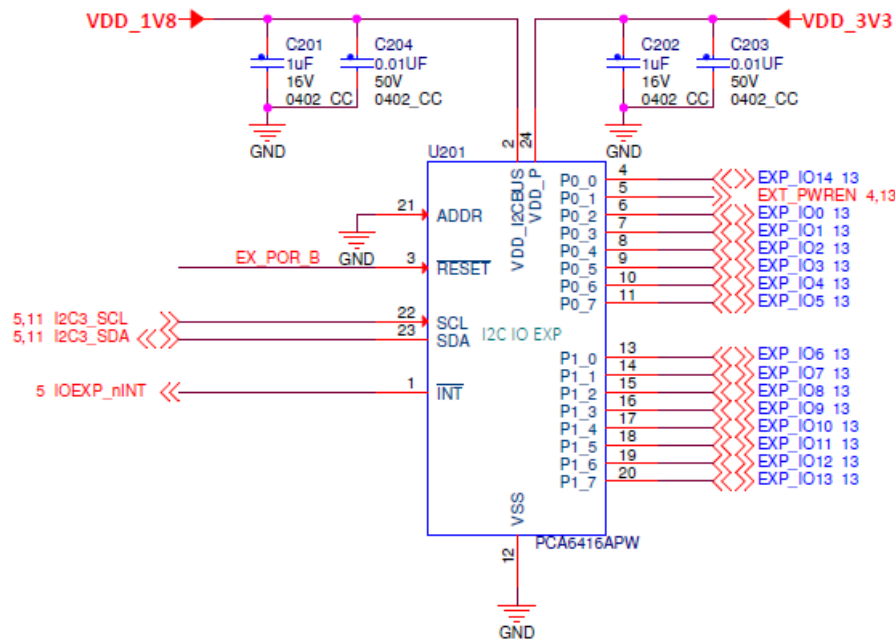 VDD_1V8
VDD_3V3
C201
1uF
16V
0402_CC
C204
0.01UF
50V
0402_CC
C202
1uF
16V
0402_CC
C203
0.01UF
50V
0402_CC
GND
GND
U201
2
24
VDD_I2CBUS
VDD_P
21
ADDR
GND
EX_POR_B
3
RESET
5,11 I2C3_SCL
22
SCL
5,11 I2C3_SDA
23
SDA
I2C IO EXP
5 IOEXP_nINT
1
INT
P0_0 4 EXP_IO14 13
P0_1 5 EXT_PWREN 4,13
P0_2 6 EXP_IO0 13
P0_3 7 EXP_IO1 13
P0_4 8 EXP_IO2 13
P0_5 9 EXP_IO3 13
P0_6 10 EXP_IO4 13
P0_7 11 EXP_IO5 13
P1_0 13 EXP_IO6 13
P1_1 14 EXP_IO7 13
P1_2 15 EXP_IO8 13
P1_3 16 EXP_IO9 13
P1_4 17 EXP_IO10 13
P1_5 18 EXP_IO11 13
P1_6 19 EXP_IO12 13
P1_7 20 EXP_IO13 13
VSS
12
PCA6416APW
GND